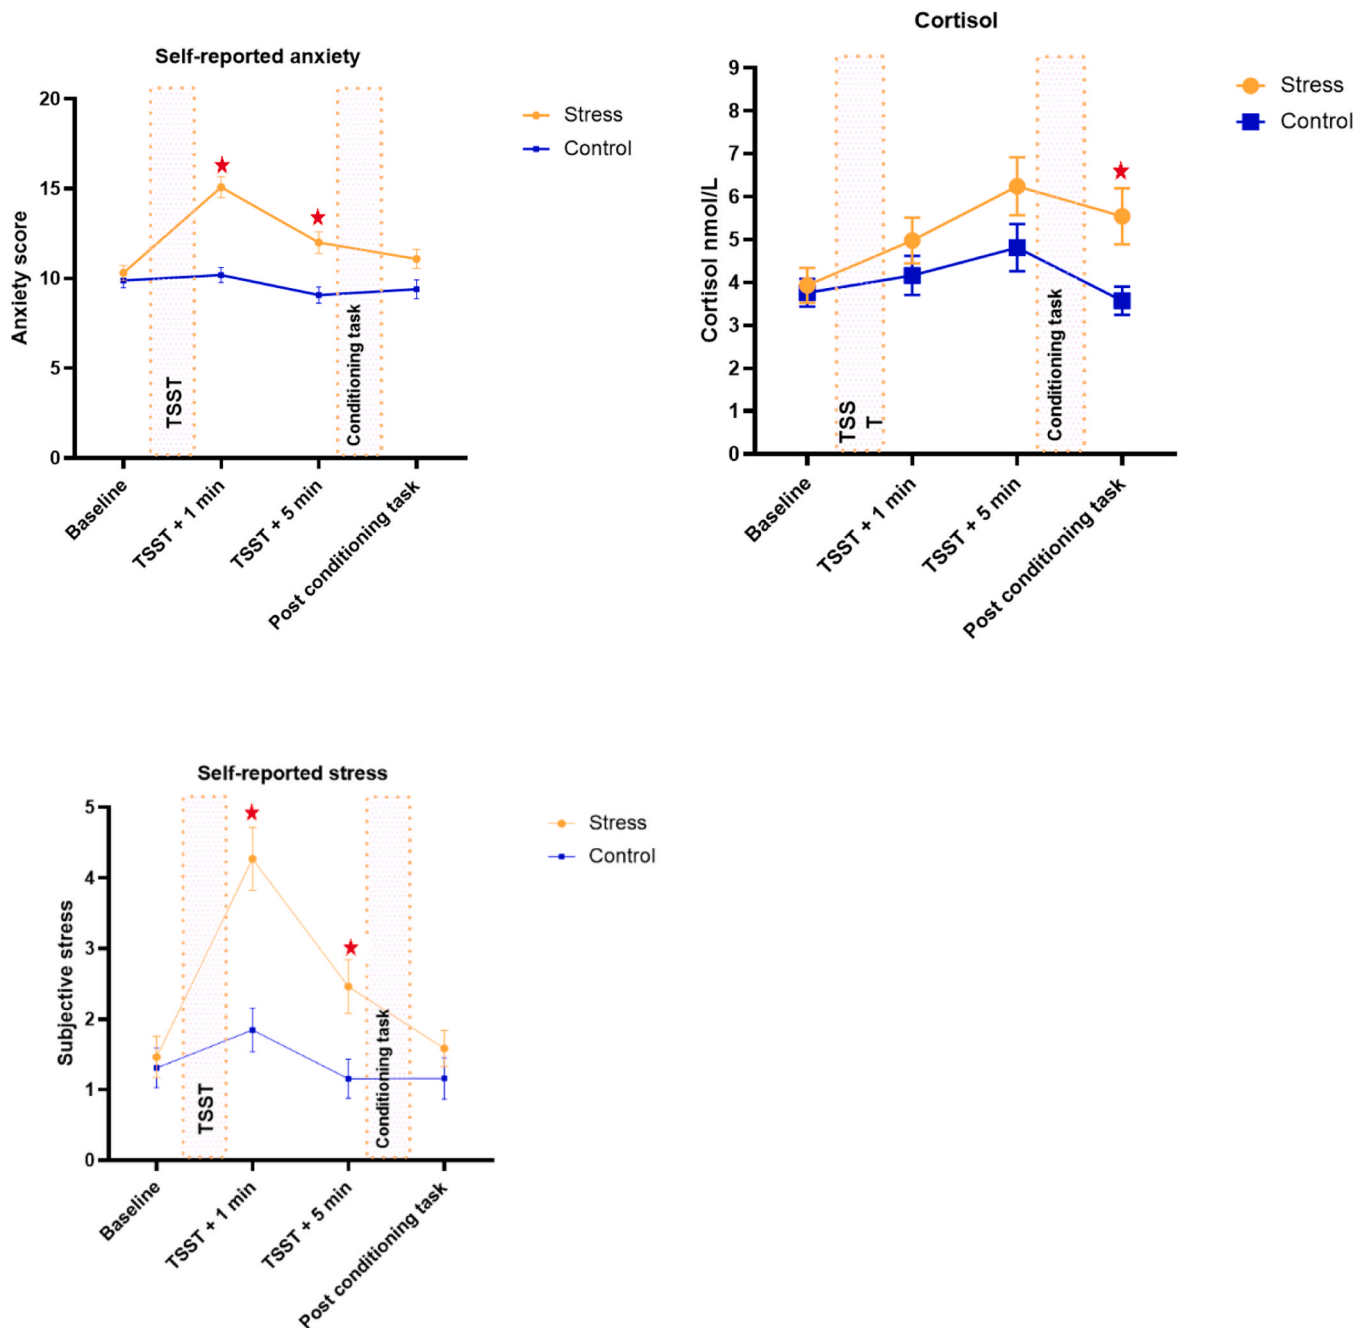 Self-reported anxiety
20
15
10
5
0
Anxiety score
TSST
Conditioning task
Baseline
TSST + 1 min
TSST + 5 min
Post conditioning task
Stress
Control
Cortisol
9
8
7
6
5
4
3
2
1
0
Cortisol nmol/L
TSS
T
Conditioning task
Baseline
TSST + 1 min
TSST + 5 min
Post conditioning task
Stress
Control
Self-reported stress
5
4
3
2
1
0
Subjective stress
TSST
Conditioning task
Baseline
TSST + 1 min
TSST + 5 min
Post conditioning task
Stress
Control